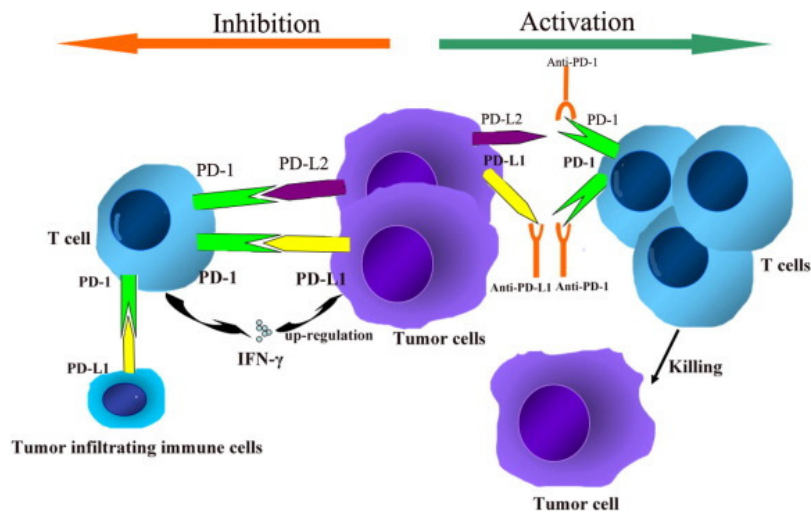 Inhibition
Activation
Anti-PD-1
PD-L2
PD-1
PD-1
PD-L2
PD-L1
PD-1
T cell
PD-1
PD-1
PD-L1
Anti-PD-L1
Anti-PD-1
T cells
up-regulation
Tumor cells
IFN-γ
PD-L1
Killing
Tumor infiltrating immune cells
Tumor cell